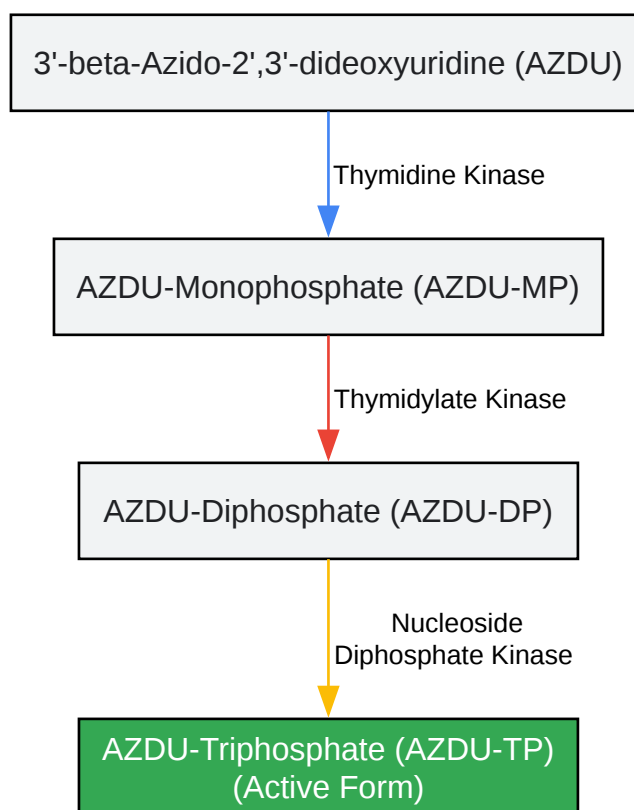 3'-beta-Azido-2',3'-dideoxyuridine (AZDU)
Thymidine Kinase
AZDU-Monophosphate (AZDU-MP)
Thymidylate Kinase
AZDU-Diphosphate (AZDU-DP)
Nucleoside
Diphosphate Kinase
AZDU-Triphosphate (AZDU-TP)
(Active Form)